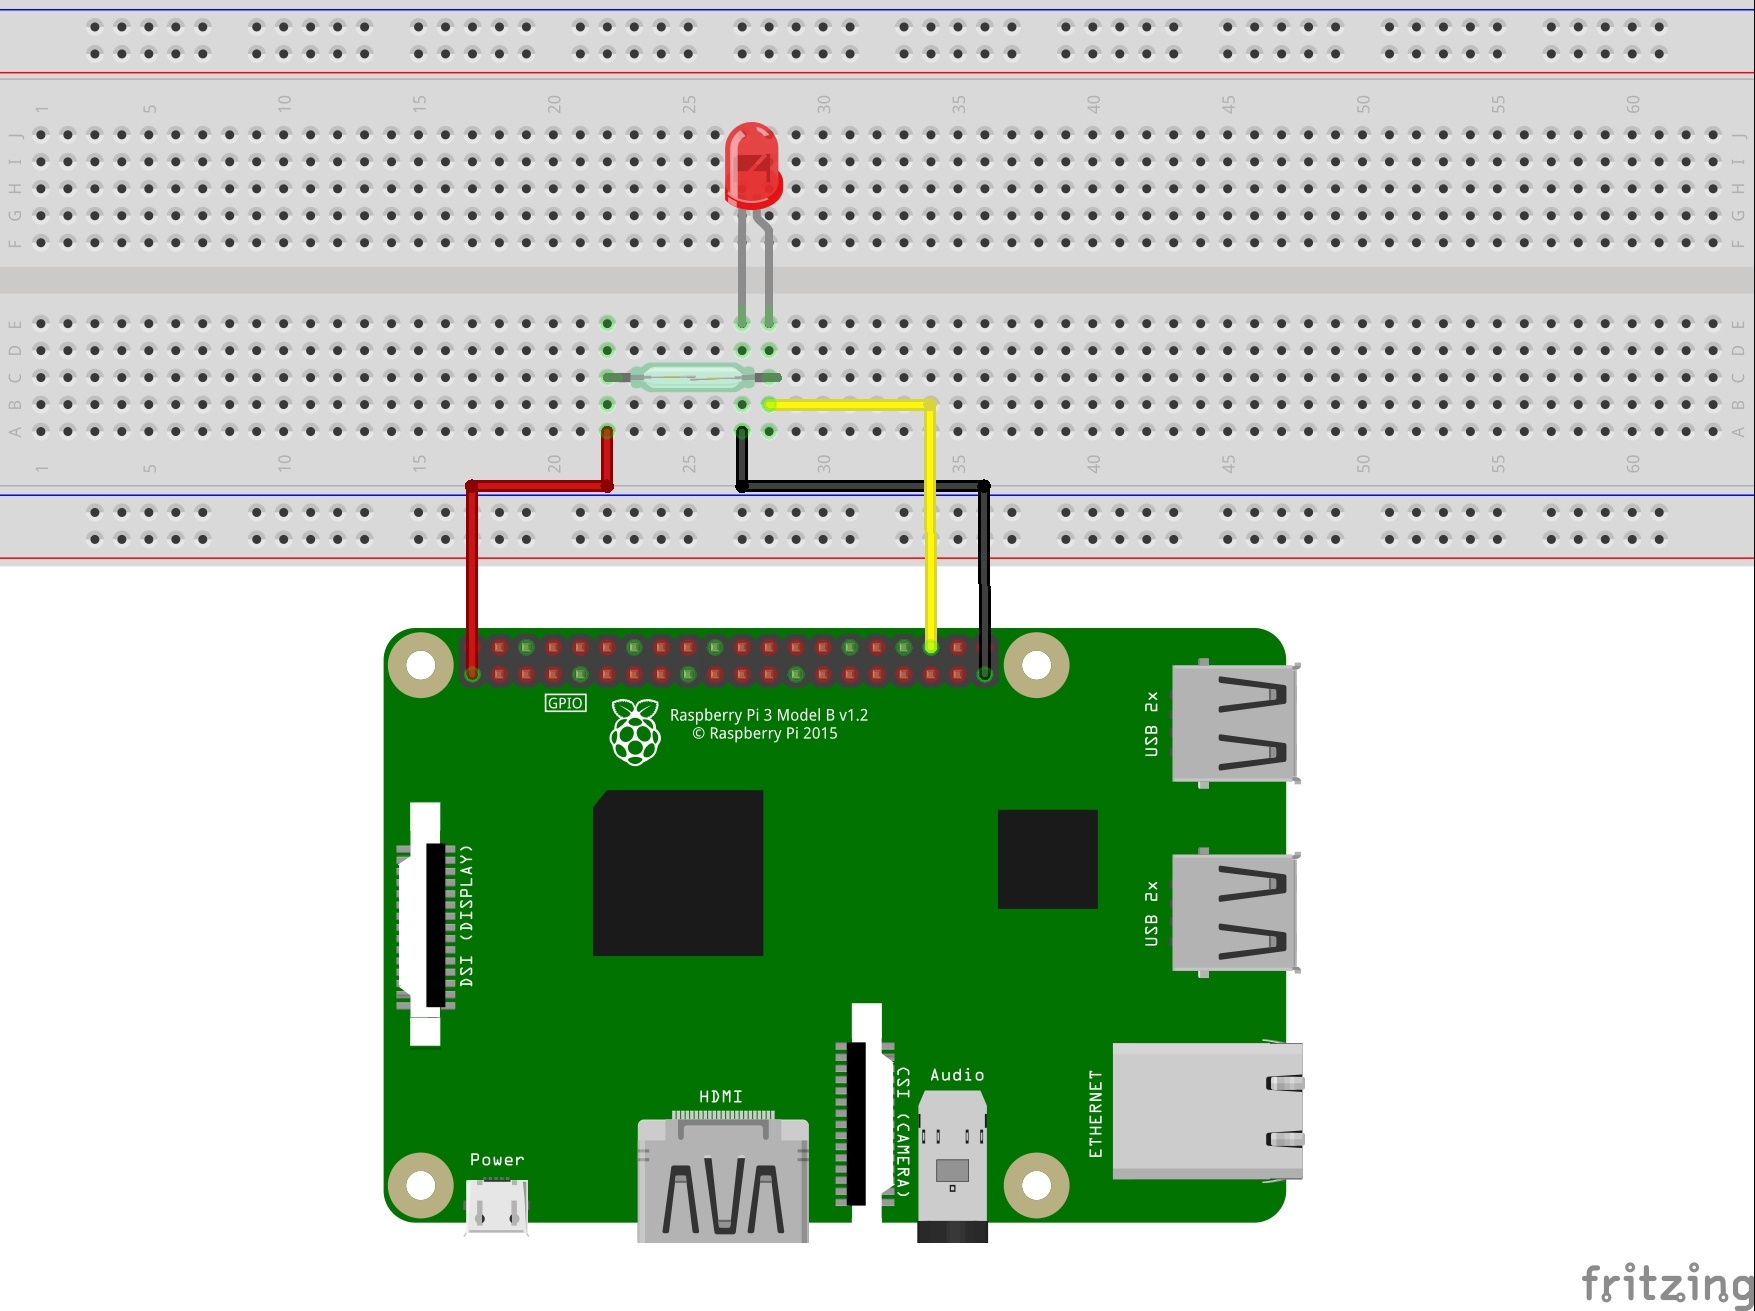 1 5 10 15 20 25 30 35 40 45 50 55 60
J J
I I
H H
G G
F F
E E
D D
C C
B B
A A
1 5 10 15 20 25 30 35 40 45 50 55 60
GPIO
Raspberry Pi 3 Model B v1.2
© Raspberry Pi 2015
USB 2x
DSI (DISPLAY)
USB 2x
CSI (CAMERA)
Audio
ETHERNET
HDMI
Power
fritzing